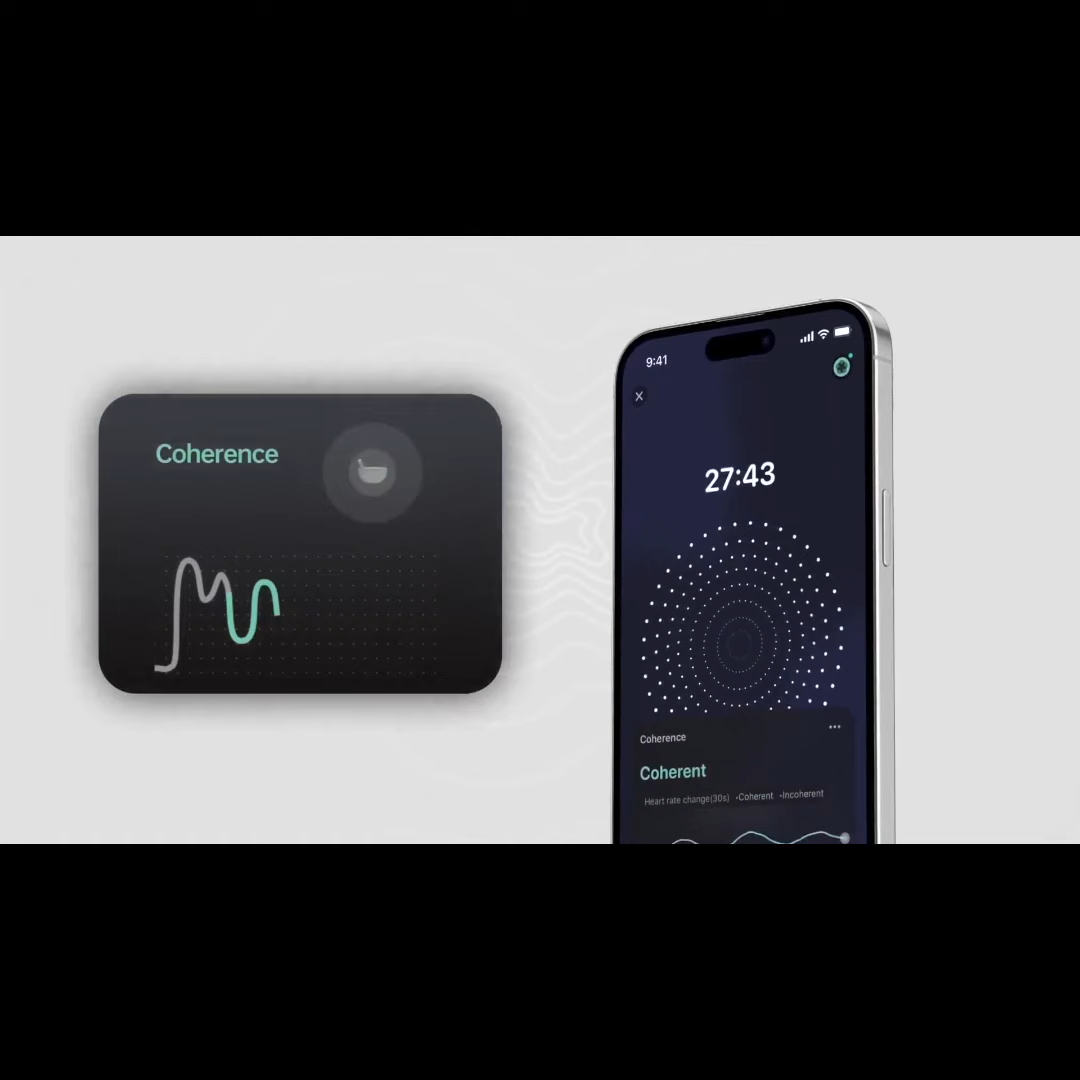 Coherence
9:41
X
27:43
Coherence
Coherent
Heart rate change(30s) •Coherent •Incoherent